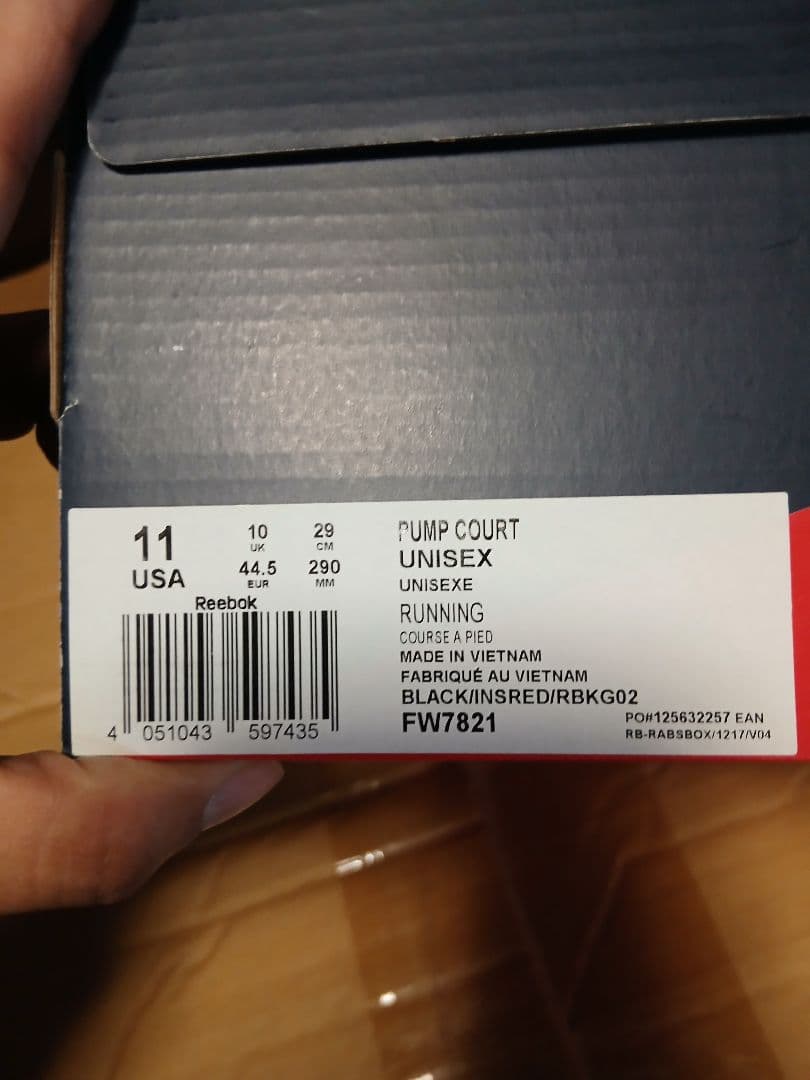 11
USA
10
UK
29
CM
44.5
EUR
290
MM
Reebok
4 051043 597435
PUMP COURT
UNISEX
UNISEXE
RUNNING
COURSE A PIED
MADE IN VIETNAM
FABRIQUÉ AU VIETNAM
BLACK/INSRED/RBKG02
FW7821
PO#125632257 EAN
RB-RABSBOX/1217/V04